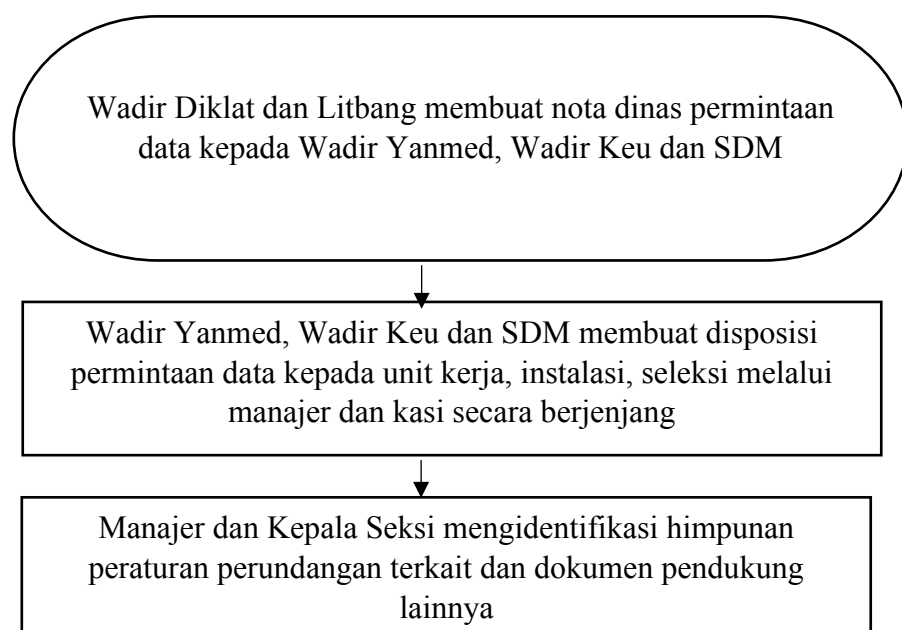 Wadir Diklat dan Litbang membuat nota dinas permintaan
data kepada Wadir Yanmed, Wadir Keu dan SDM
Wadir Yanmed, Wadir Keu dan SDM membuat disposisi
permintaan data kepada unit kerja, instalasi, seleksi melalui
manajer dan kasi secara berjenjang
Manajer dan Kepala Seksi mengidentifikasi himpunan
peraturan perundangan terkait dan dokumen pendukung
lainnya